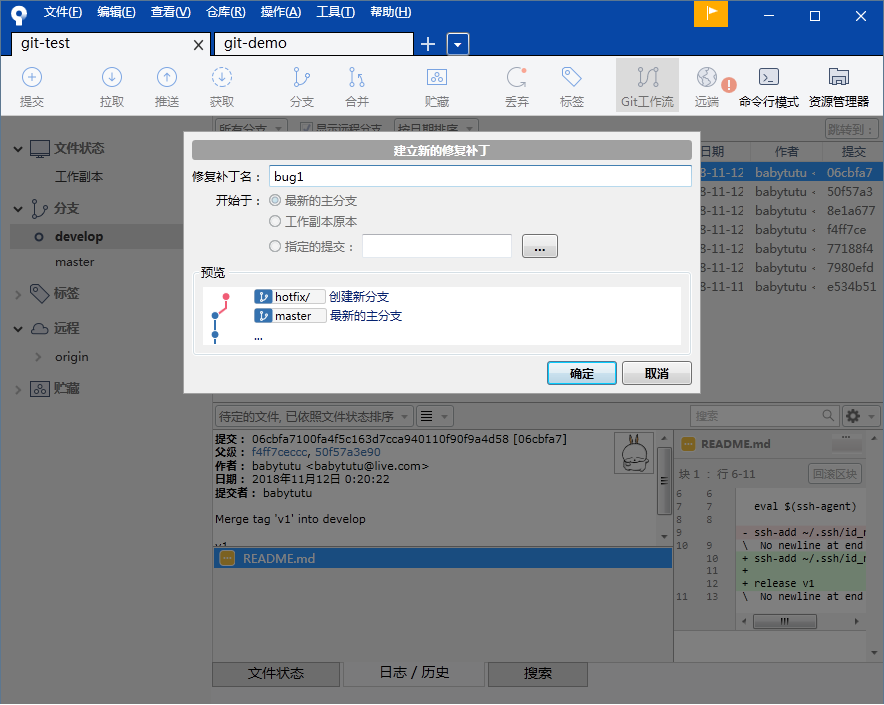 文件(F) 编辑(E) 查看(V) 仓库(R) 操作(A) 工具(T) 帮助(H)
git-test
git-demo
提交 拉取 推送 获取 分支 合并 贮藏 丢弃 标签 Git工作流 远端 命令行模式 资源管理器
所有分支 显示远程分支 按日期排序 跳转到：
日期 作者 提交
8-11-12 babytutu 06cbfa7
8-11-12 babytutu 50f57a3
8-11-12 babytutu 8e1a677
8-11-12 babytutu f4ff7ce
8-11-12 babytutu 77188f4
8-11-12 babytutu 7980efd
8-11-11 babytutu e534b51
文件状态
工作副本
分支
develop
master
标签
远程
origin
贮藏
建立新的修复补丁
修复补丁名： bug1
开始于： 最新的主分支
工作副本原本
指定的提交： ...
预览
hotfix/ 创建新分支
master 最新的主分支
...
确定 取消
待定的文件, 已依照文件状态排序
搜索
提交： 06cbfa7100fa4f5c163d7cca940110f90f9a4d58 [06cbfa7]
父级： f4ff7ceccc, 50f57a3e90
作者： babytutu <babytutu@live.com>
日期： 2018年11月12日 0:20:22
提交者： babytutu
Merge tag 'v1' into develop
v1
README.md
README.md
块 1 ：行 6-11 回滚区块
6 6
7 7 eval $(ssh-agent)
8 8
9 - ssh-add ~/.ssh/id_r
10 9 \ No newline at end
10 + ssh-add ~/.ssh/id_r
11 +
12 + release v1
11 13 \ No newline at end
文件状态 日志 / 历史 搜索